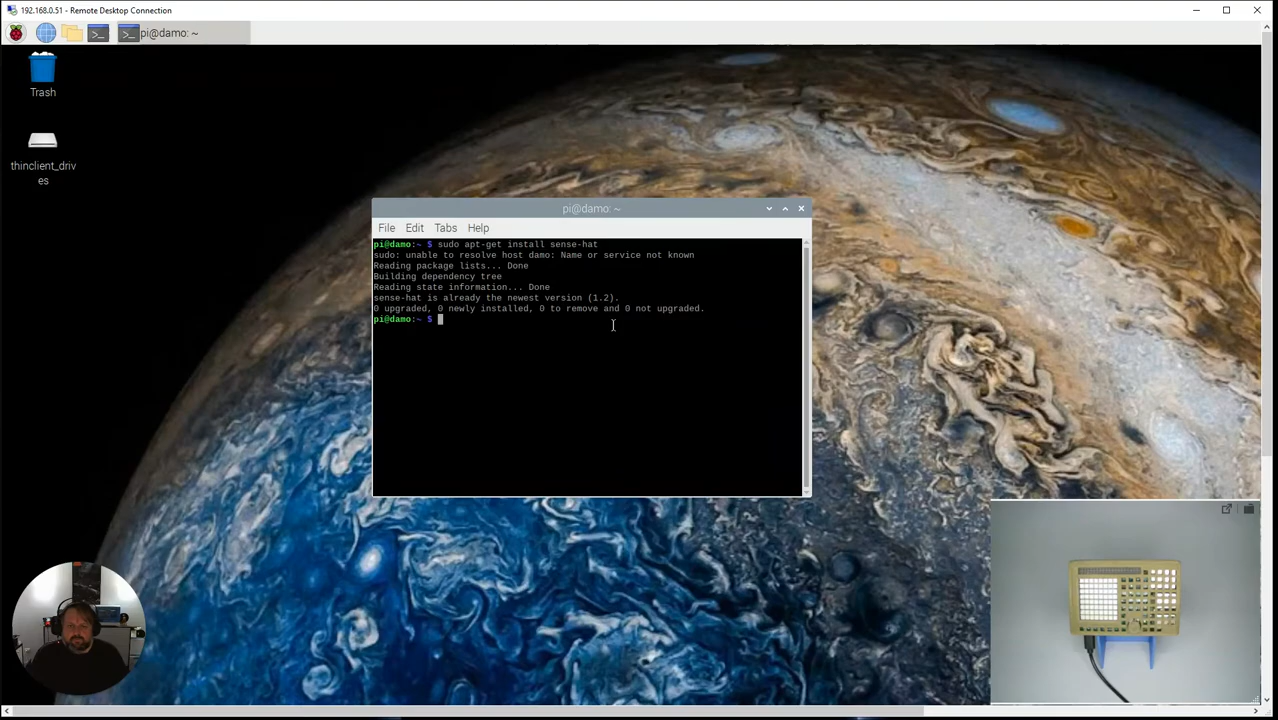 192.168.0.51 - Remote Desktop Connection
pi@damo: ~
Trash
thinclient_driv
es
pi@damo: ~
File Edit Tabs Help
pi@damo:~ $ sudo apt-get install sense-hat
sudo: unable to resolve host damo: Name or service not known
Reading package lists... Done
Building dependency tree
Reading state information... Done
sense-hat is already the newest version (1.2).
0 upgraded, 0 newly installed, 0 to remove and 0 not upgraded.
pi@damo:~ $